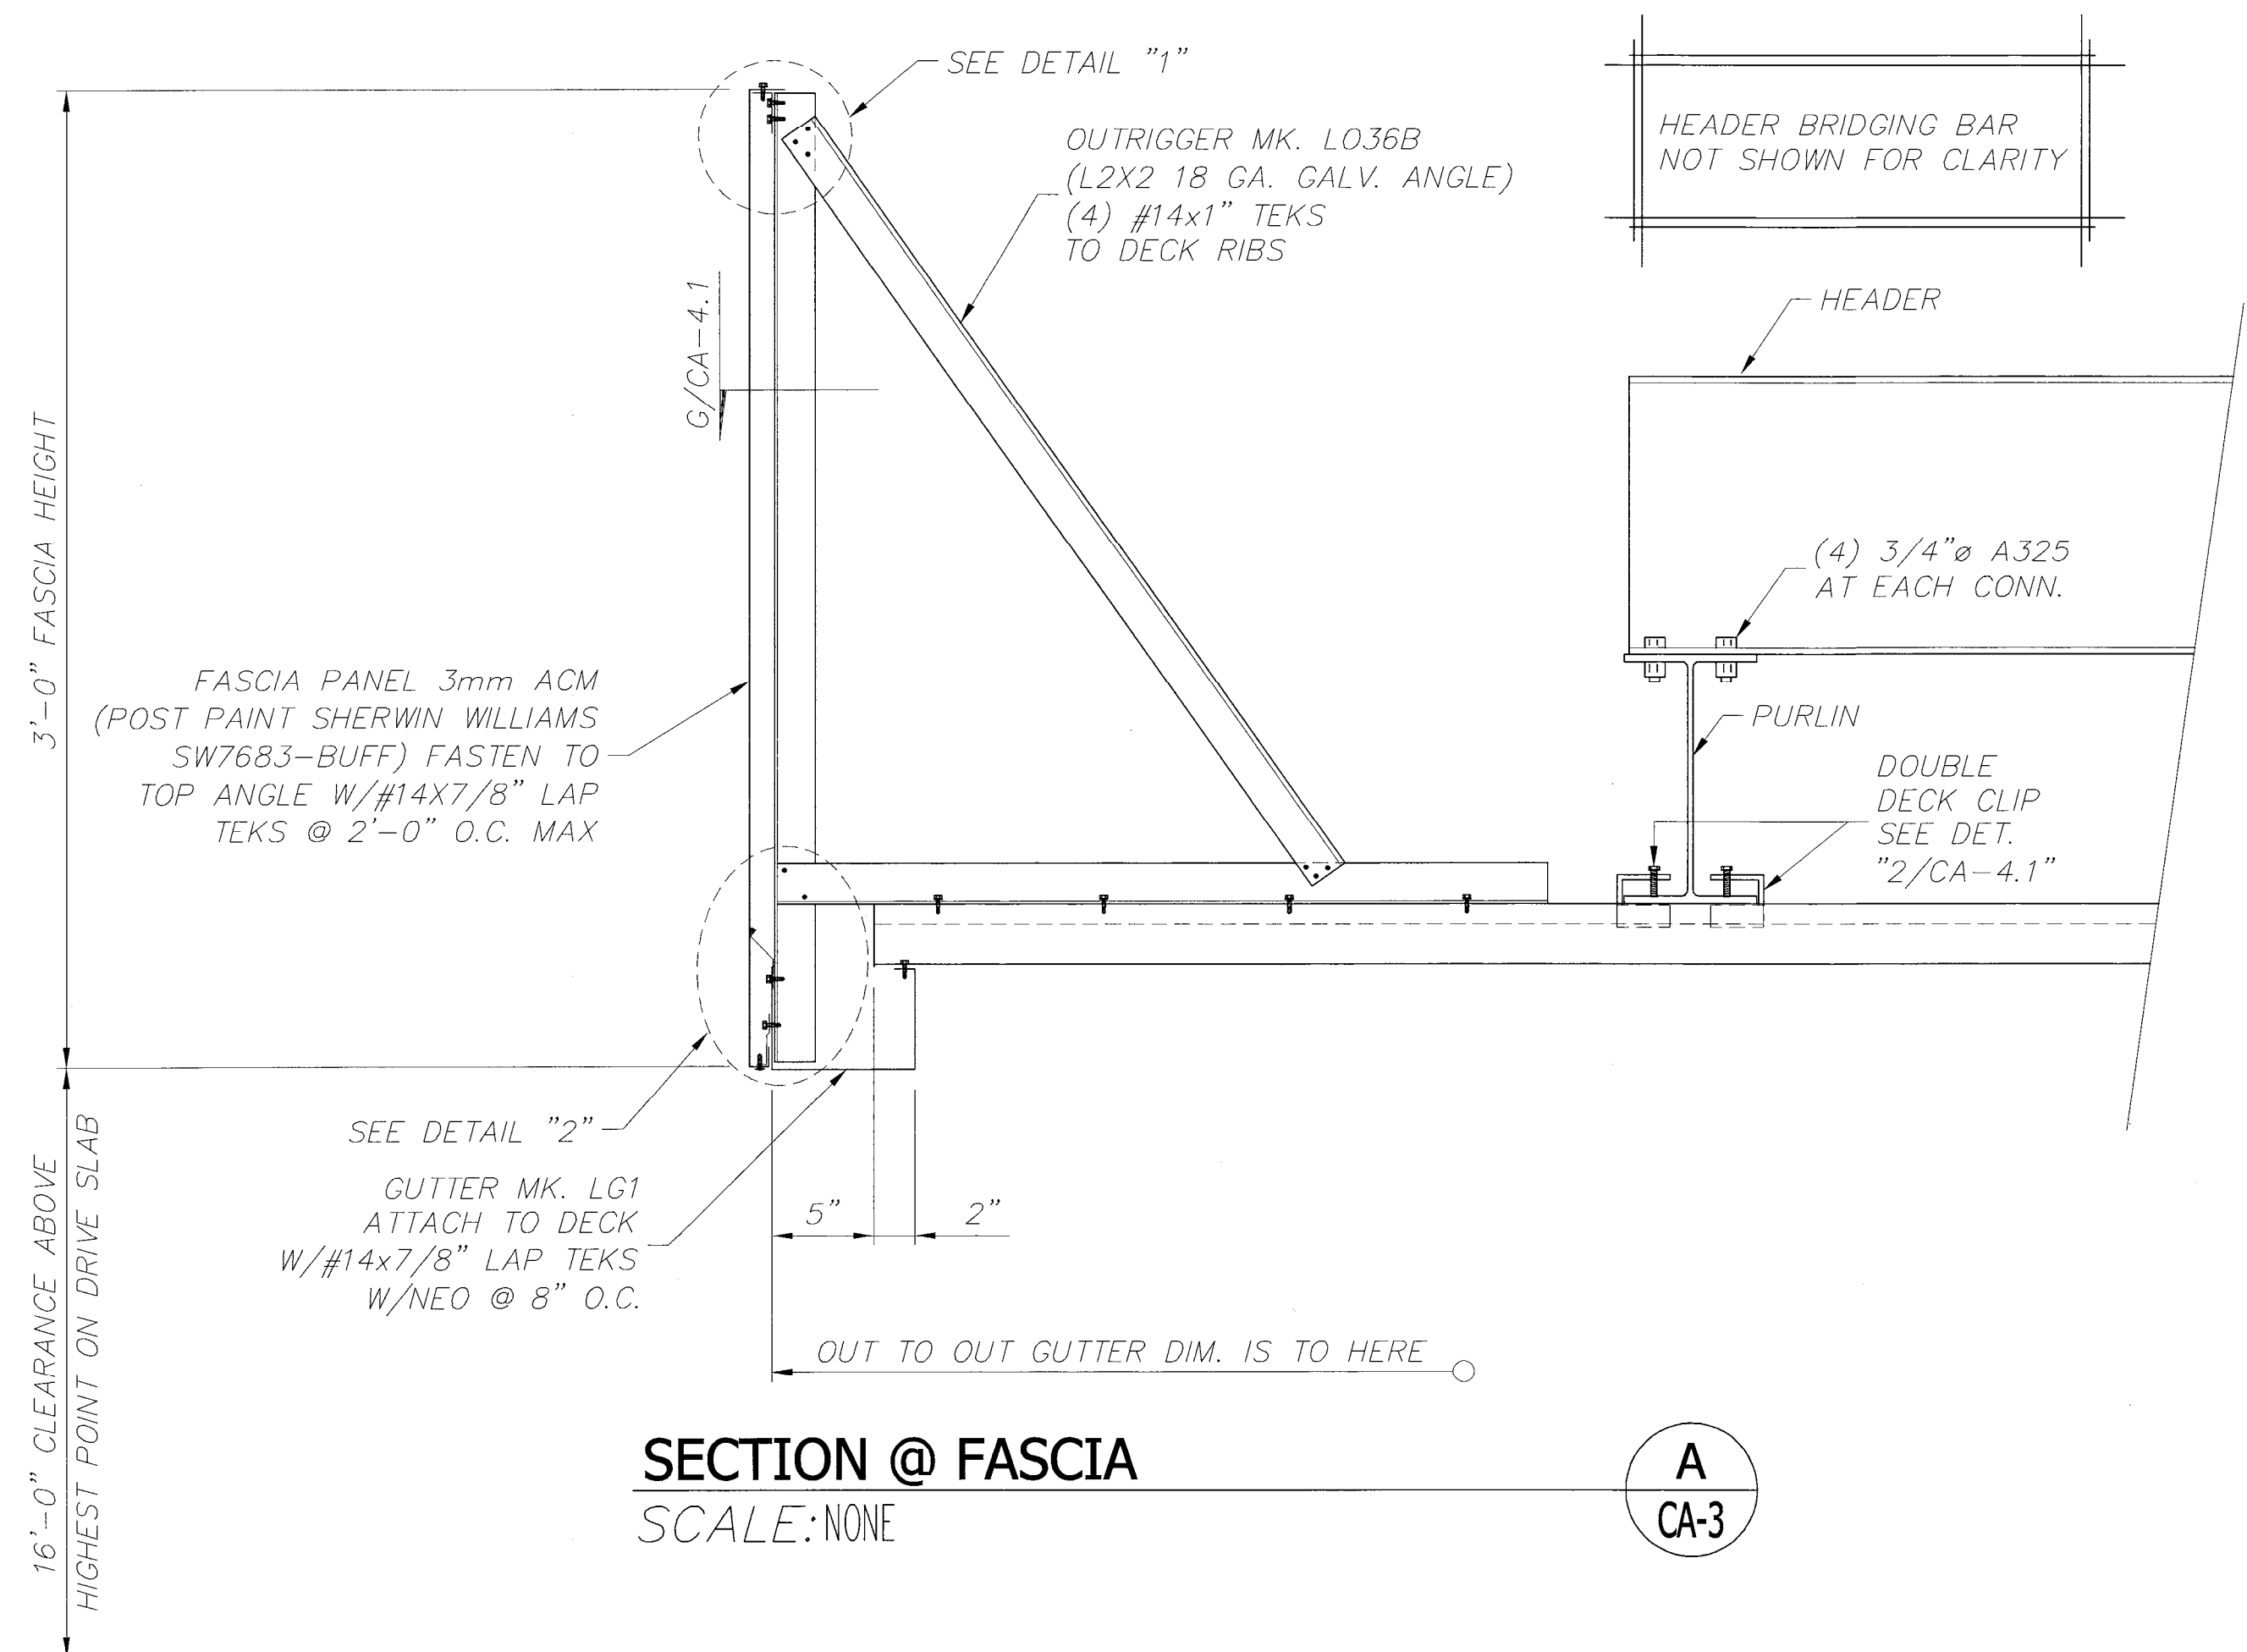 SEE DETAIL "1"
OUTRIGGER MK. LO36B
(L2X2 18 GA. GALV. ANGLE)
(4) #14x1" TEKS
TO DECK RIBS
HEADER BRIDGING BAR
NOT SHOWN FOR CLARITY
HEADER
G/CA-4.1
3'-0" FASCIA HEIGHT
(4) 3/4"ø A325
AT EACH CONN.
FASCIA PANEL 3mm ACM
(POST PAINT SHERWIN WILLIAMS
SW7683-BUFF) FASTEN TO
TOP ANGLE W/#14X7/8" LAP
TEKS @ 2'-0" O.C. MAX
PURLIN
DOUBLE
DECK CLIP
SEE DET.
"2/CA-4.1"
SEE DETAIL "2"
GUTTER MK. LG1
ATTACH TO DECK
W/#14x7/8" LAP TEKS
W/NEO @ 8" O.C.
5"
2"
16'-0" CLEARANCE ABOVE
HIGHEST POINT ON DRIVE SLAB
OUT TO OUT GUTTER DIM. IS TO HERE
SECTION @ FASCIA
SCALE: NONE
A
CA-3